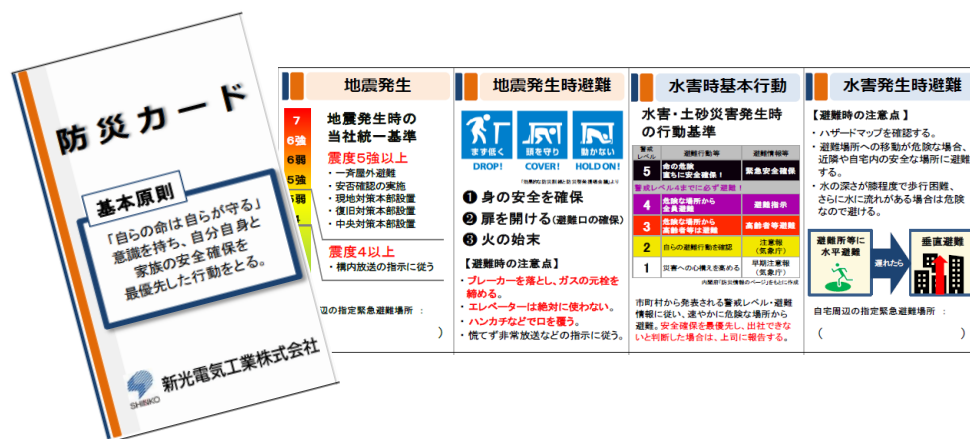 防災カード
基本原則
「自らの命は自らが守る」
意識を持ち、自分自身と
家族の安全確保を
最優先した行動をとる。
SHINKO
新光電気工業株式会社
地震発生
7
6強
6弱
5強
地震発生時の
当社統一基準
震度5強以上
・一斉屋外避難
・安否確認の実施
・現地対策本部設置
・復旧対策本部設置
・中央対策本部設置
震度4以上
・構内放送の指示に従う
辺の指定緊急避難場所 :
)
地震発生時避難
まず低く
頭を守り
動かない
DROP!
COVER!
HOLD ON!
❶ 身の安全を確保
❷ 扉を開ける(避難口の確保)
❸ 火の始末
【避難時の注意点】
・ブレーカーを落とし、ガスの元栓を
締める。
・エレベーターは絶対に使わない。
・ハンカチなどで口を覆う。
・慌てず非常放送などの指示に従う。
水害時基本行動
水害・土砂災害発生時
の行動基準
警戒
レベル
避難行動等
避難情報等
5
命の危険
直ちに安全確保!
緊急安全確保
警戒レベル4までに必ず避難!
4
危険な場所から
全員避難
避難指示
3
危険な場所から
高齢者等は避難
高齢者等避難
2
自らの避難行動を確認
注意報
(気象庁)
1
災害への心構えを高める
早期注意報
(気象庁)
内閣府「防災情報のページ」をもとに作成
市町村から発表される警戒レベル・避難
情報に従い、速やかに危険な場所から
避難。安全確保を最優先し、出社できな
いと判断した場合は、上司に報告する。
水害発生時避難
【避難時の注意点】
・ハザードマップを確認する。
・避難場所への移動が危険な場合、
近隣や自宅内の安全な場所に避難
する。
・水の深さが膝程度で歩行困難、
さらに水に流れがある場合は危険
なので避ける。
避難所等に
水平避難
遅れたら
垂直避難
自宅周辺の指定緊急避難場所 :
( )